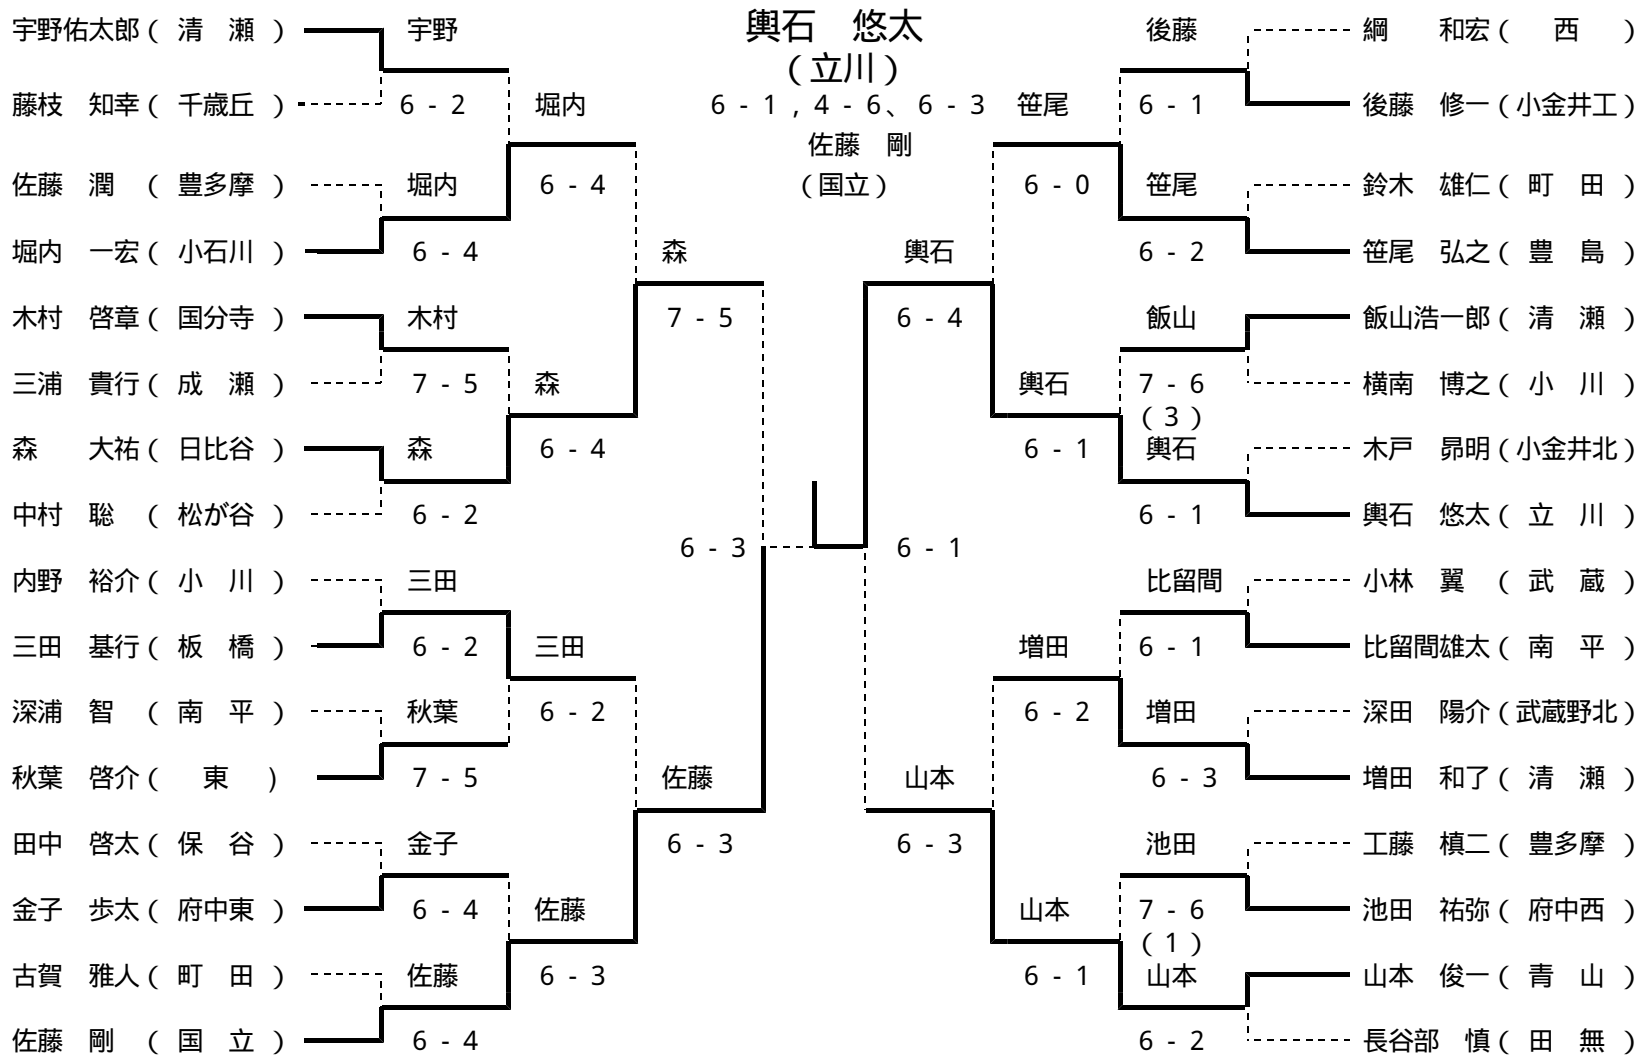 輿石　悠太
（立川）
6 - 1 , 4 - 6、6 - 3
佐藤　剛
（国立）
宇野佑太郎（ 清　瀬 ）
藤枝　知幸（ 千歳丘 ）
佐藤　潤　（ 豊多摩 ）
堀内　一宏（ 小石川 ）
木村　啓章（ 国分寺 ）
三浦　貴行（ 成　瀬 ）
森　　大祐（ 日比谷 ）
中村　聡　（ 松が谷 ）
内野　裕介（ 小　川 ）
三田　基行（ 板　橋 ）
深浦　智　（ 南　平 ）
秋葉　啓介（ 　東　 ）
田中　啓太（ 保　谷 ）
金子　歩太（ 府中東 ）
古賀　雅人（ 町　田 ）
佐藤　剛　（ 国　立 ）
宇野
6 - 2
堀内
6 - 4
木村
7 - 5
森
6 - 2
三田
6 - 2
秋葉
7 - 5
金子
6 - 4
佐藤
6 - 4
堀内
6 - 4
森
6 - 4
三田
6 - 2
佐藤
6 - 3
森
7 - 5
佐藤
6 - 3
6 - 3
6 - 1
輿石
6 - 4
山本
6 - 3
笹尾
6 - 0
輿石
6 - 1
増田
6 - 2
山本
6 - 1
後藤
6 - 1
笹尾
6 - 2
飯山
7 - 6
（3）
輿石
6 - 1
比留間
6 - 1
増田
6 - 3
池田
7 - 6
（1）
山本
6 - 2
綱　　和宏（ 　西　 ）
後藤　修一（小金井工）
鈴木　雄仁（ 町　田 ）
笹尾　弘之（ 豊　島 ）
飯山浩一郎（ 清　瀬 ）
横南　博之（ 小　川 ）
木戸　昴明（小金井北）
輿石　悠太（ 立　川 ）
小林　翼　（ 武　蔵 ）
比留間雄太（ 南　平 ）
深田　陽介（武蔵野北）
増田　和了（ 清　瀬 ）
工藤　槙二（ 豊多摩 ）
池田　祐弥（ 府中西 ）
山本　俊一（ 青　山 ）
長谷部　慎（ 田　無 ）